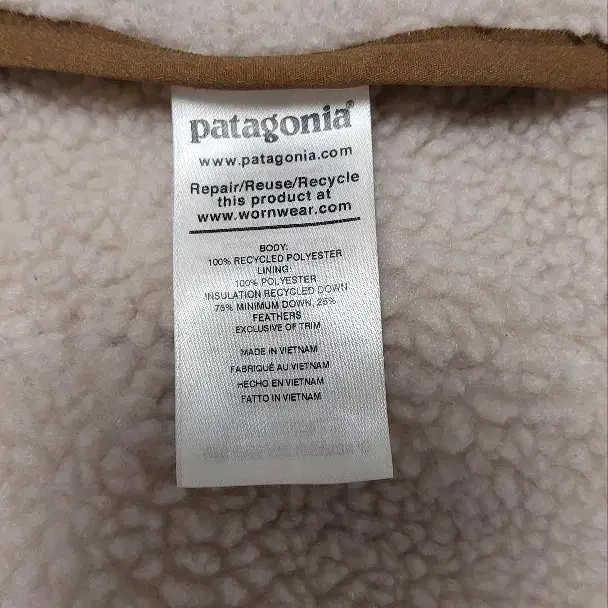 patagonia®
www.patagonia.com
Repair/Reuse/Recycle
this product at
www.wornwear.com
BODY:
100% RECYCLED POLYESTER
LINING:
100% POLYESTER
INSULATION RECYCLED DOWN
75% MINIMUM DOWN, 25%
FEATHERS
EXCLUSIVE OF TRIM
MADE IN VIETNAM
FABRIQUÉ AU VIETNAM
HECHO EN VIETNAM
FATTO IN VIETNAM